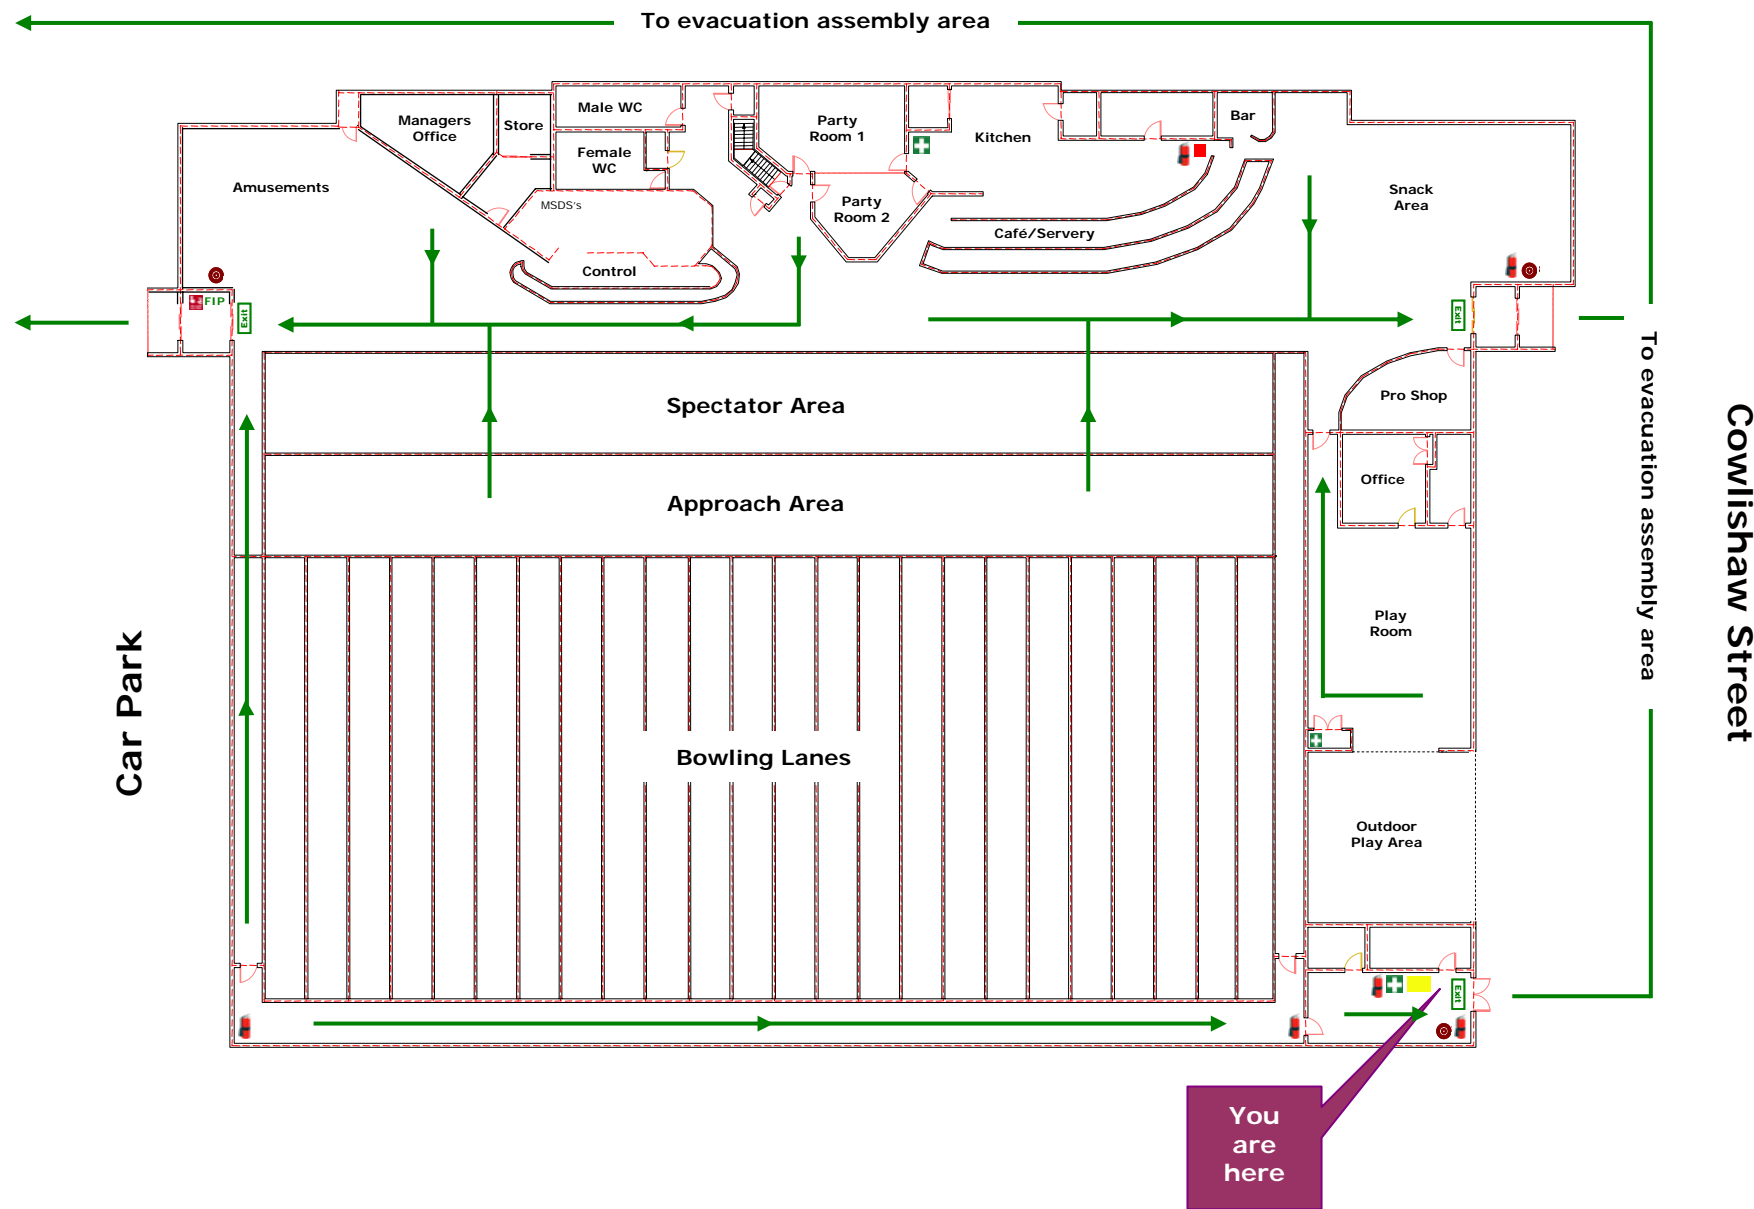 To evacuation assembly area
Managers
Office
Store
Male WC
Female
WC
Party
Room 1
Kitchen
Bar
Amusements
MSDS's
Party
Room 2
Snack
Area
Café/Servery
Control
FIP
Exit
Exit
Pro Shop
Spectator Area
Approach Area
Office
Play
Room
To evacuation assembly area
Cowlishaw Street
Car Park
Bowling Lanes
Outdoor
Play Area
Exit
You
are
here